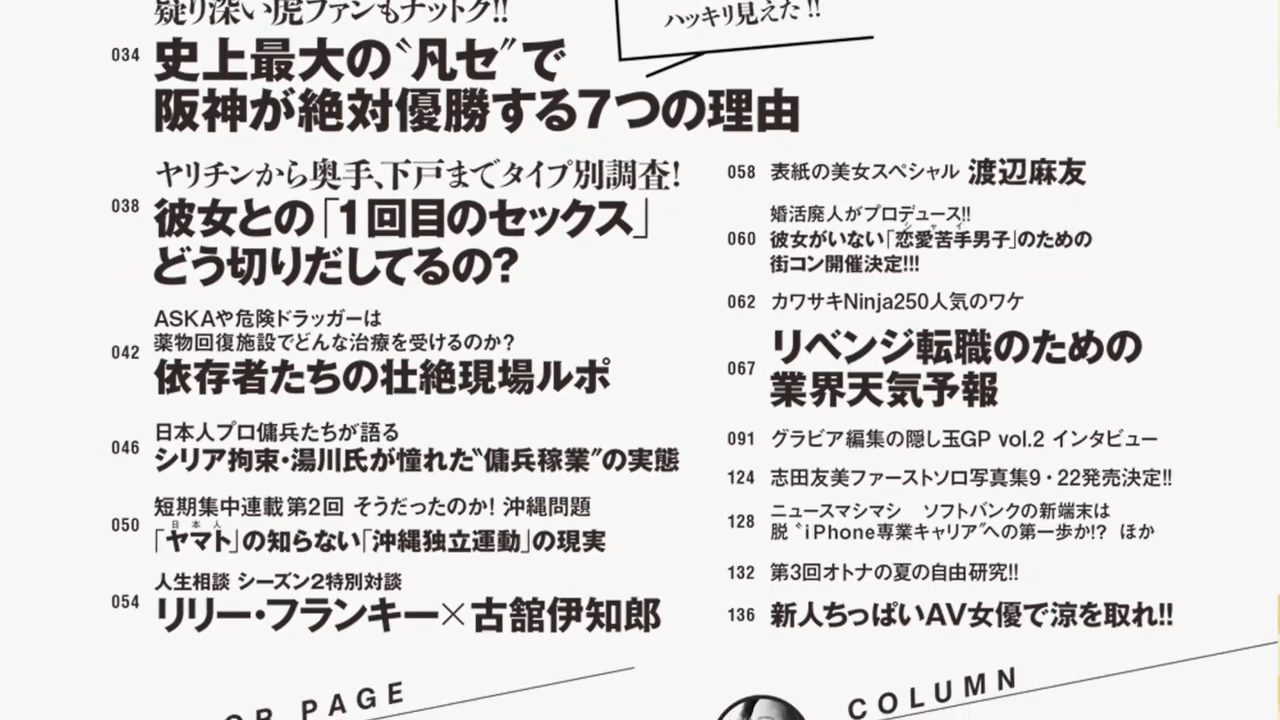 疑り深い虎ファンもナットク!!
ハッキリ見えた!!
034 史上最大の〝凡セ〟で
阪神が絶対優勝する7つの理由
ヤリチンから奥手、下戸までタイプ別調査!
038 彼女との「1回目のセックス」
どう切りだしてるの?
ASKAや危険ドラッガーは
薬物回復施設でどんな治療を受けるのか?
042 依存者たちの壮絶現場ルポ
日本人プロ傭兵たちが語る
046 シリア拘束・湯川氏が憧れた〝傭兵稼業〟の実態
短期集中連載第2回 そうだったのか! 沖縄問題
日本人
050 「ヤマト」の知らない「沖縄独立運動」の現実
人生相談 シーズン2特別対談
054 リリー・フランキー×古舘伊知郎
058 表紙の美女スペシャル 渡辺麻友
婚活廃人がプロデュース!!
シャイ
060 彼女がいない「恋愛苦手男子」のための
街コン開催決定!!!
062 カワサキNinja250人気のワケ
067 リベンジ転職のための
業界天気予報
091 グラビア編集の隠し玉GP vol.2 インタビュー
124 志田友美ファーストソロ写真集9・22発売決定!!
128 ニュースマシマシ ソフトバンクの新端末は
脱〝iPhone専業キャリア〟への第一歩か!? ほか
132 第3回オトナの夏の自由研究!!
136 新人ちっぱいAV女優で涼を取れ!!
OR PAGE
COLUMN